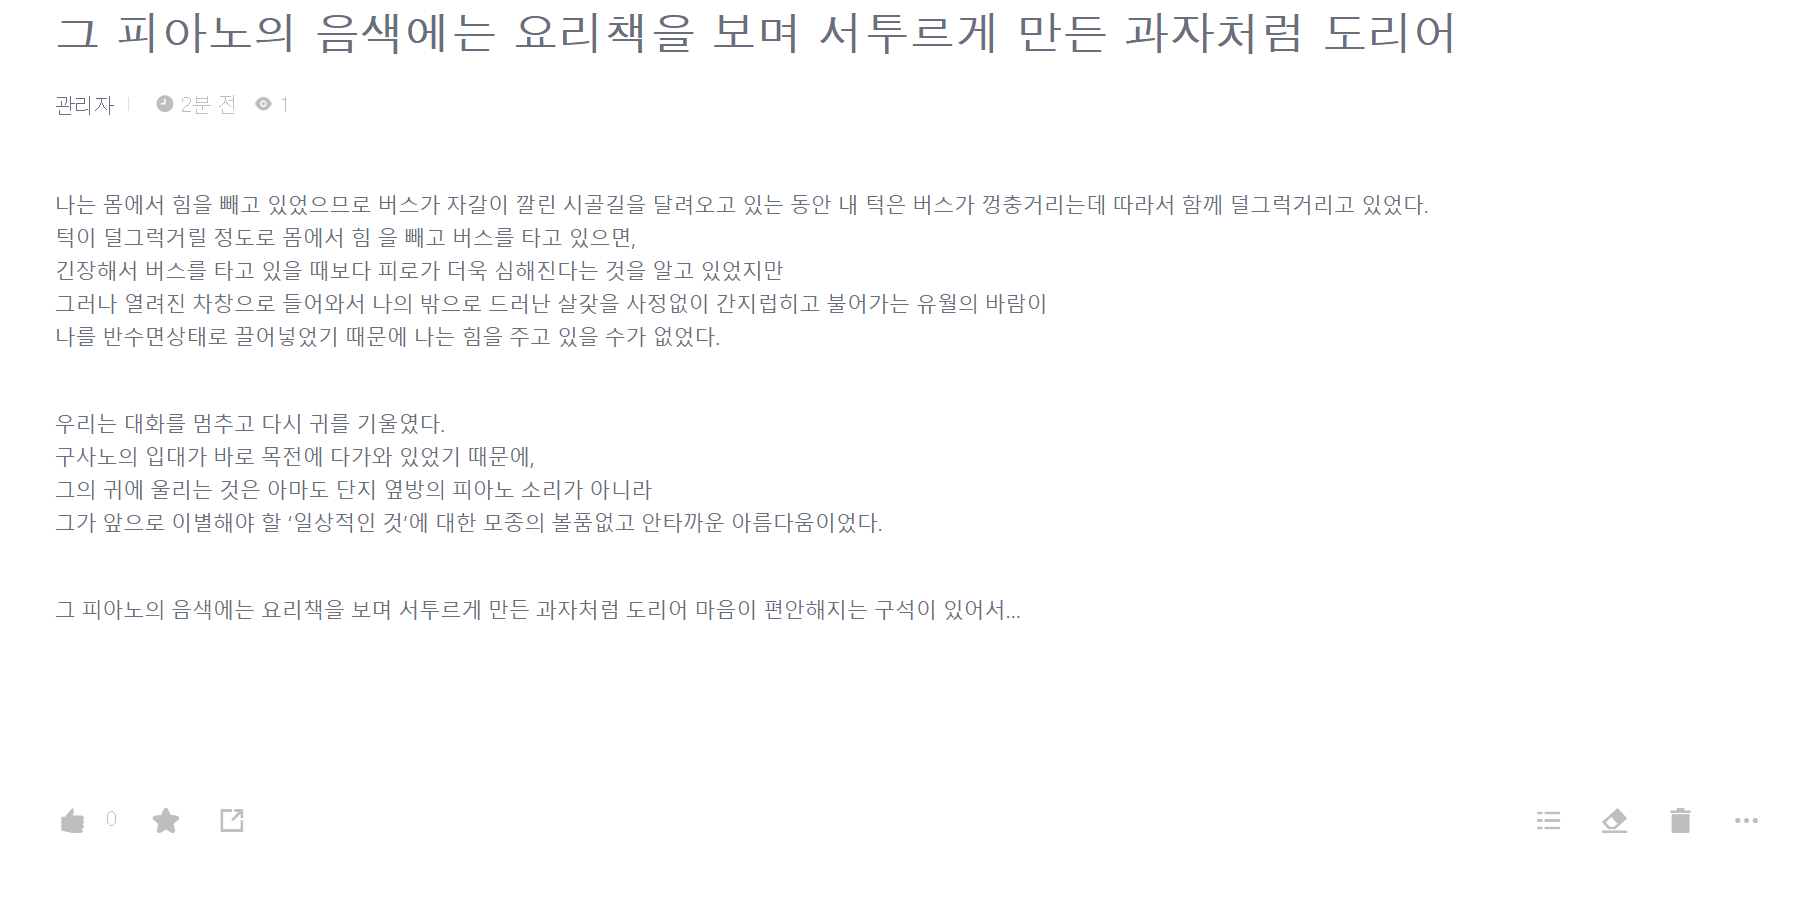 그 피아노의 음색에는 요리책을 보며 서투르게 만든 과자처럼 도리어
관리자 2분 전 1
나는 몸에서 힘을 빼고 있었으므로 버스가 자갈이 깔린 시골길을 달려오고 있는 동안 내 턱은 버스가 껑충거리는데 따라서 함께 덜그럭거리고 있었다.
턱이 덜그럭거릴 정도로 몸에서 힘 을 빼고 버스를 타고 있으면,
긴장해서 버스를 타고 있을 때보다 피로가 더욱 심해진다는 것을 알고 있었지만
그러나 열려진 차창으로 들어와서 나의 밖으로 드러난 살갗을 사정없이 간지럽히고 불어가는 유월의 바람이
나를 반수면상태로 끌어넣었기 때문에 나는 힘을 주고 있을 수가 없었다.
우리는 대화를 멈추고 다시 귀를 기울였다.
구사노의 입대가 바로 목전에 다가와 있었기 때문에,
그의 귀에 울리는 것은 아마도 단지 옆방의 피아노 소리가 아니라
그가 앞으로 이별해야 할 ‘일상적인 것’에 대한 모종의 볼품없고 안타까운 아름다움이었다.
그 피아노의 음색에는 요리책을 보며 서투르게 만든 과자처럼 도리어 마음이 편안해지는 구석이 있어서...
0